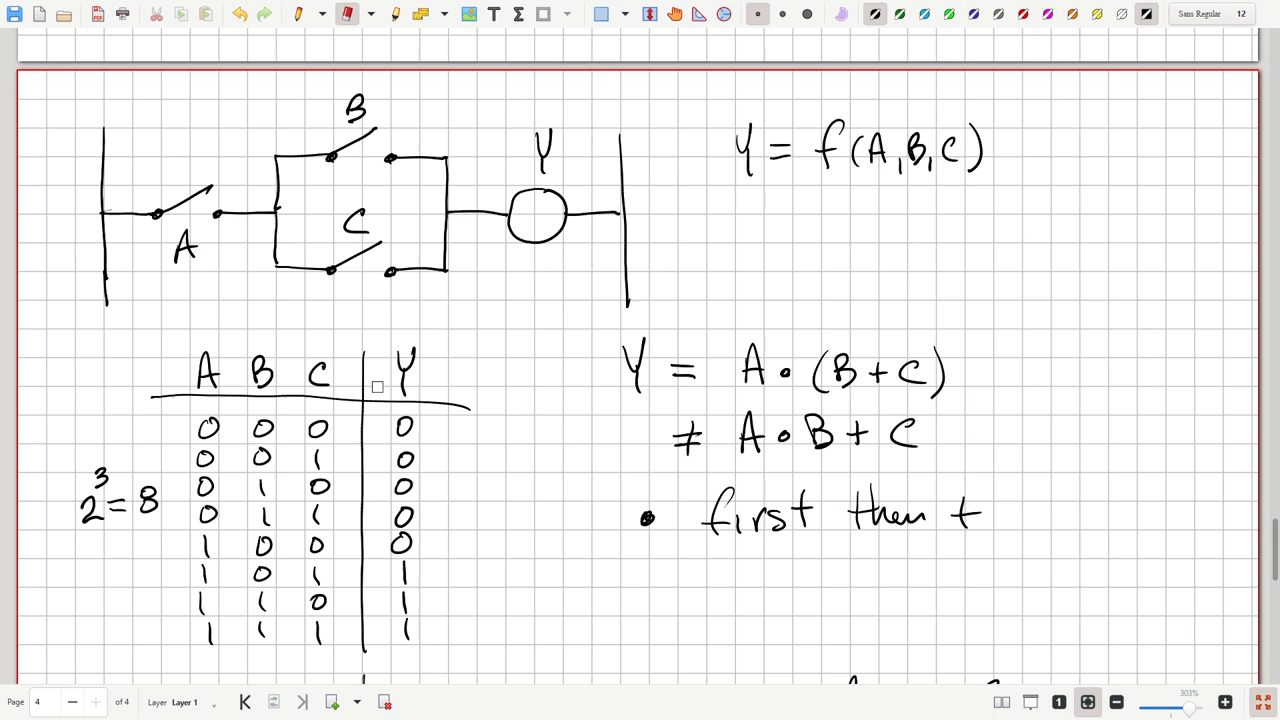 Sans Regular 12
B
Y
Y = f(A,B,C)
C
A
A B C Y
0 0 0 0
0 0 1 0
0 1 0 0
0 1 1 0
1 0 0 0
1 0 1 1
1 1 0 1
1 1 1 1
2³ = 8
Y = A • (B + C)
≠ A • B + C
• first then +
Page 4 of 4 Layer Layer 1 1 303%